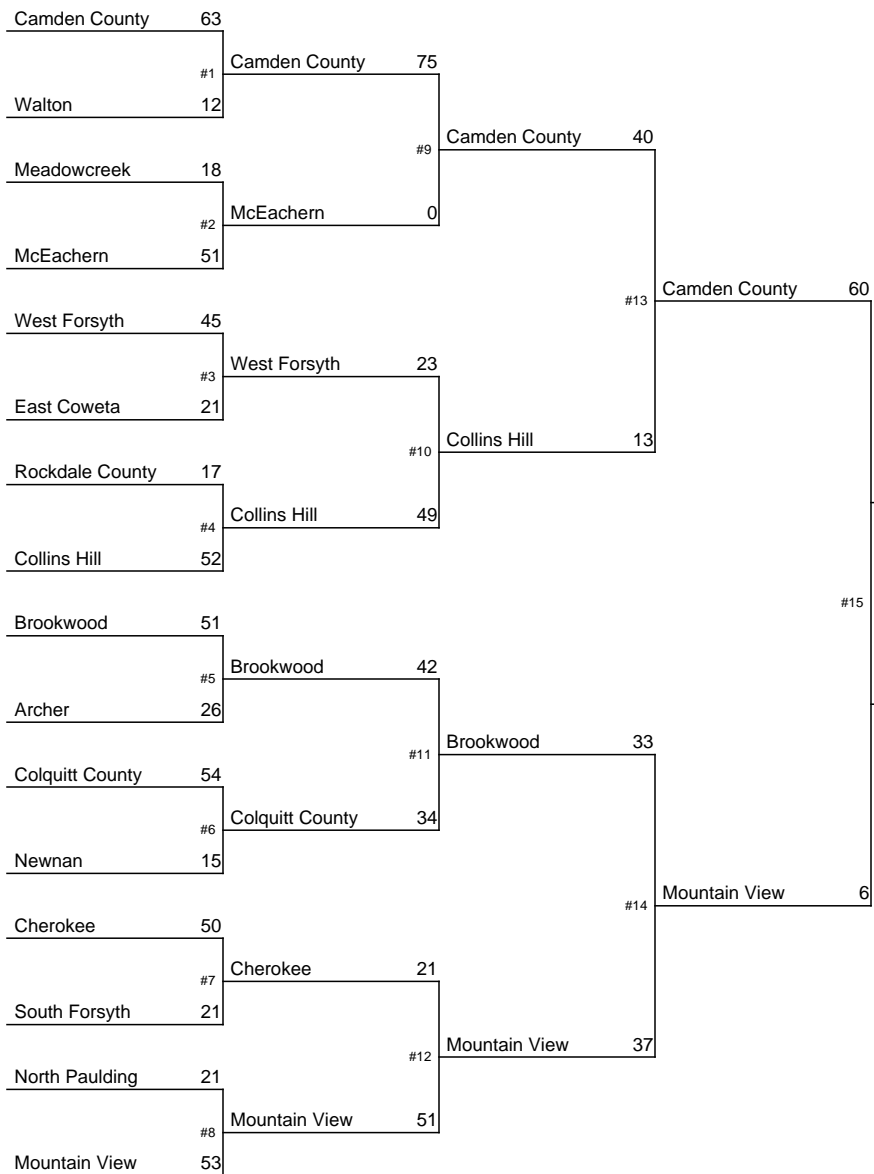 Camden County 63
Camden County 75
#1
Walton 12
Camden County 40
#9
Meadowcreek 18
McEachern 0
#2
McEachern 51
Camden County 60
#13
West Forsyth 45
West Forsyth 23
#3
East Coweta 21
Collins Hill 13
#10
Rockdale County 17
Collins Hill 49
#4
Collins Hill 52
#15
Brookwood 51
Brookwood 42
#5
Archer 26
Brookwood 33
#11
Colquitt County 54
Colquitt County 34
#6
Newnan 15
Mountain View 6
#14
Cherokee 50
Cherokee 21
#7
South Forsyth 21
Mountain View 37
#12
North Paulding 21
Mountain View 51
#8
Mountain View 53